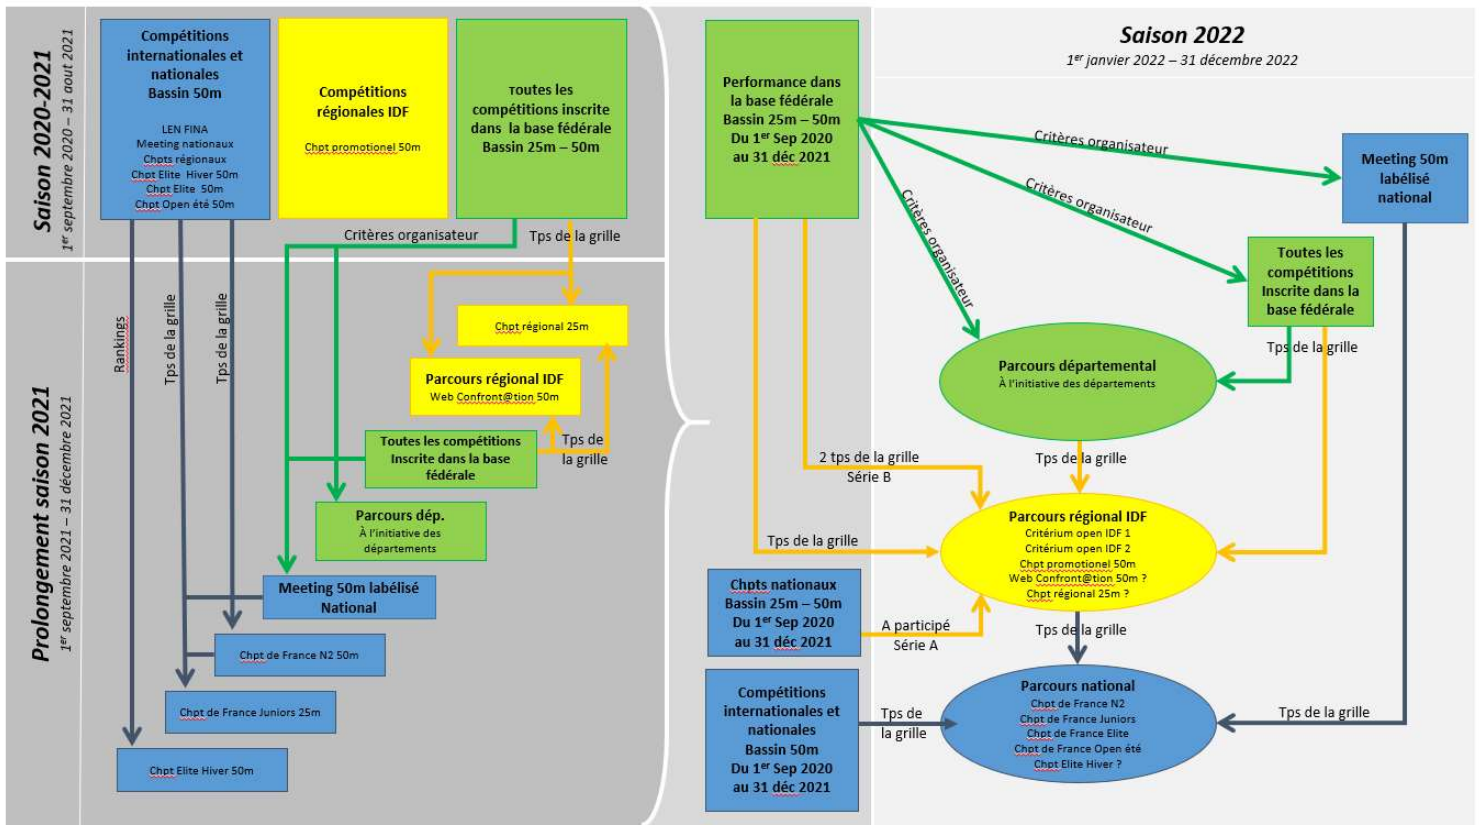 Saison 2020-2021
1er septembre 2020 – 31 aout 2021
Compétitions
internationales et
nationales
Bassin 50m
LEN FINA
Meeting nationaux
Chpts régionaux
Chpt Elite Hiver 50m
Chpt Elite 50m
Chpt Open été 50m
Compétitions
régionales IDF
Chpt promotionel 50m
Toutes les
compétitions inscrite
dans la base fédérale
Bassin 25m – 50m
Critères organisateur
Tps de la grille
Prolongement saison 2021
1er septembre 2021 – 31 décembre 2021
Rankings
Tps de la grille
Tps de la grille
Chpt régional 25m
Parcours régional IDF
Web Confront@tion 50m
Toutes les compétitions
Inscrite dans la base
fédérale
Tps de
la grille
Parcours dép.
À l'initiative des
départements
Meeting 50m labélisé
National
Chpt de France N2 50m
Chpt de France Juniors 25m
Chpt Elite Hiver 50m
Performance dans
la base fédérale
Bassin 25m – 50m
Du 1er Sep 2020
au 31 déc 2021
Saison 2022
1er janvier 2022 – 31 décembre 2022
Critères organisateur
Critères organisateur
Critères organisateur
Meeting 50m
labélisé
national
Toutes les
compétitions
Inscrite dans la
base fédérale
Tps de la grille
Parcours départemental
À l'initiative des départements
2 tps de la grille
Série B
Tps de la grille
Tps de la grille
Parcours régional IDF
Critérium open IDF 1
Critérium open IDF 2
Chpt promotionel 50m
Web Confront@tion 50m ?
Chpt régional 25m ?
Chpts nationaux
Bassin 25m – 50m
Du 1er Sep 2020
au 31 déc 2021
A participé
Série A
Tps de la grille
Compétitions
internationales et
nationales
Bassin 50m
Du 1er Sep 2020
au 31 déc 2021
Tps de
la grille
Parcours national
Chpt de France N2
Chpt de France Juniors
Chpt de France Elite
Chpt de France Open été
Chpt Elite Hiver ?
Tps de la grille